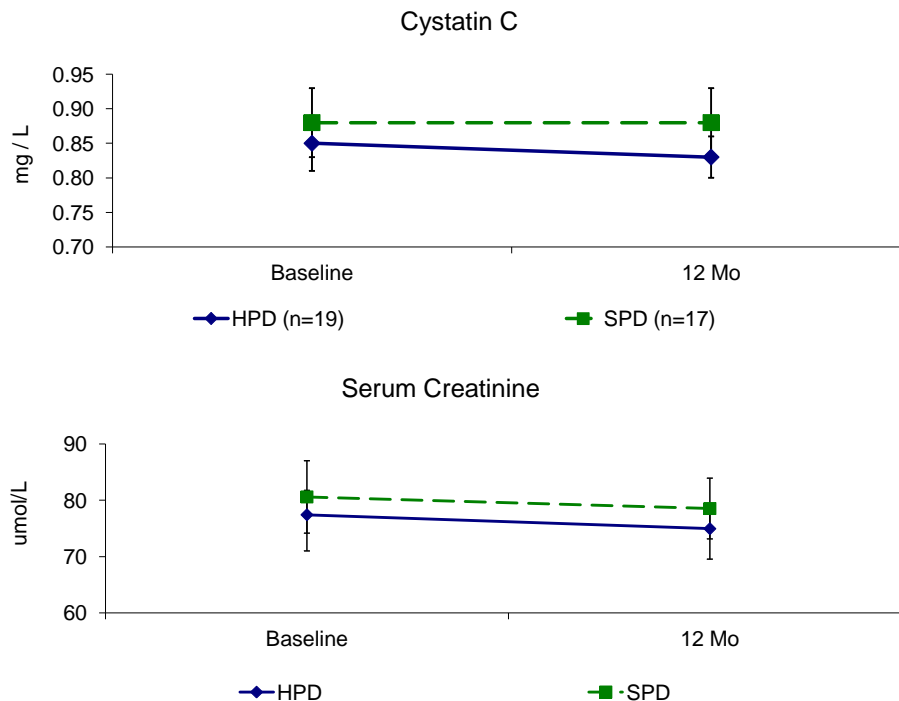 Cystatin C
0.95
0.90
0.85
0.80
0.75
0.70
mg / L
Baseline
12 Mo
HPD (n=19)
SPD (n=17)
Serum Creatinine
90
80
70
60
umol/L
Baseline
12 Mo
HPD
SPD